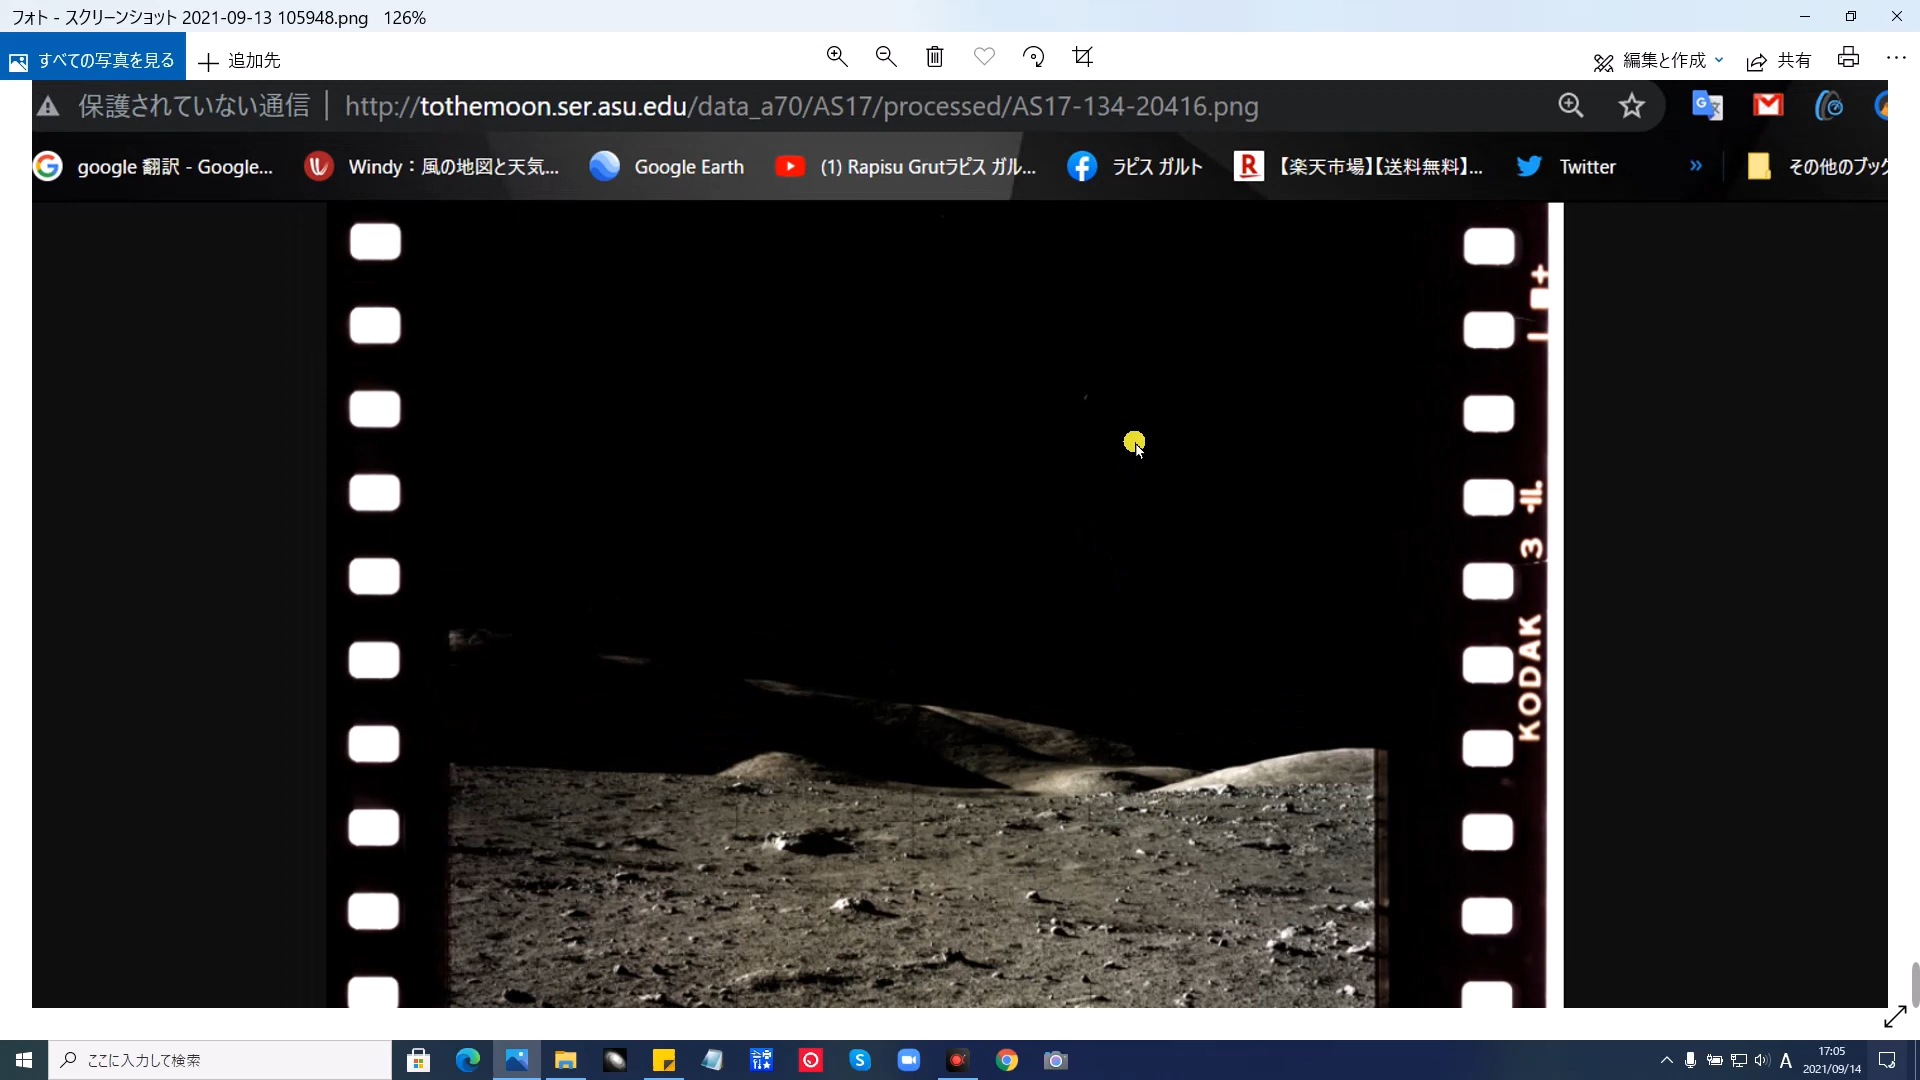 フォト - スクリーンショット 2021-09-13 105948.png 126%
すべての写真を見る
追加先
編集と作成
共有
保護されていない通信 | http://tothemoon.ser.asu.edu/data_a70/AS17/processed/AS17-134-20416.png
google 翻訳 - Google...
Windy:風の地図と天気...
Google Earth
(1) Rapisu Grutラピス ガル...
ラピス ガルト
【楽天市場】【送料無料】...
Twitter
»
その他のブック
KODAK 3
ここに入力して検索
A
17:05
2021/09/14